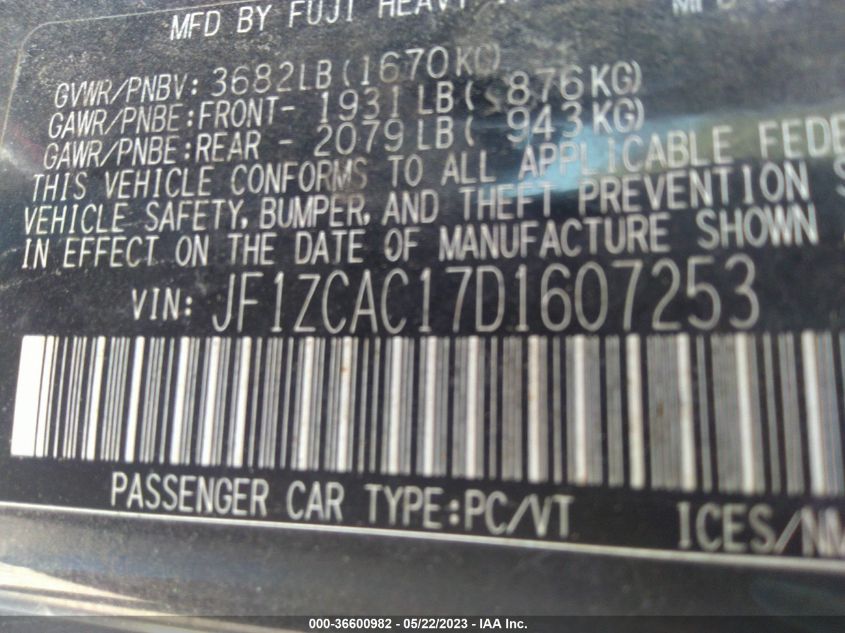 MFD BY FUJI HEAVY
GVWR/PNBV: 3682LB(1670KG)
GAWR/PNBE:FRONT- 1931LB( 876KG)
GAWR/PNBE:REAR - 2079LB( 943KG)
THIS VEHICLE CONFORMS TO ALL APPLICABLE FEDE
VEHICLE SAFETY, BUMPER, AND THEFT PREVENTION S
IN EFFECT ON THE DATE OF MANUFACTURE SHOWN
VIN: JF1ZCAC17D1607253
PASSENGER CAR TYPE:PC/VT ICES/NM
000-36600982 - 05/22/2023 - IAA Inc.